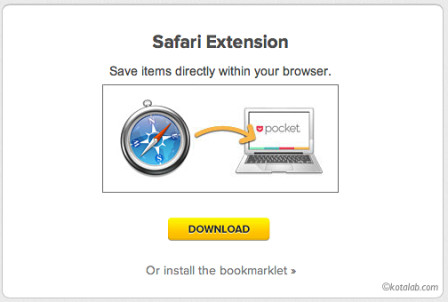 Safari Extension
Save items directly within your browser.
pocket
DOWNLOAD
Or install the bookmarklet »
©kotalab.com